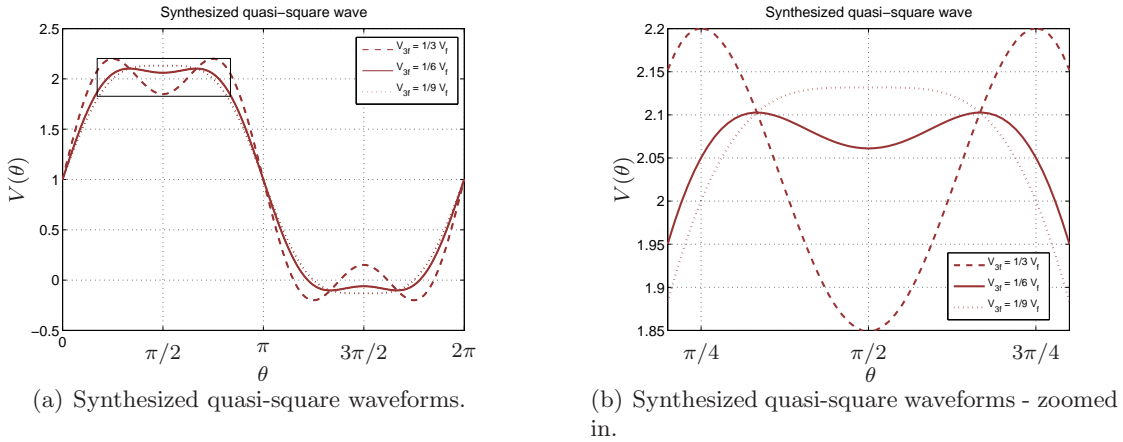 Synthesized quasi-square wave
2.5
2
1.5
1
0.5
0
−0.5
V(θ)
V3f = 1/3 Vf
V3f = 1/6 Vf
V3f = 1/9 Vf
0
π/2
π
3π/2
2π
θ
(a) Synthesized quasi-square waveforms.
Synthesized quasi−square wave
2.2
2.15
2.1
2.05
2
1.95
1.9
1.85
V(θ)
V3f = 1/3 Vf
V3f = 1/6 Vf
V3f = 1/9 Vf
π/4
π/2
3π/4
θ
(b) Synthesized quasi-square waveforms - zoomed
in.